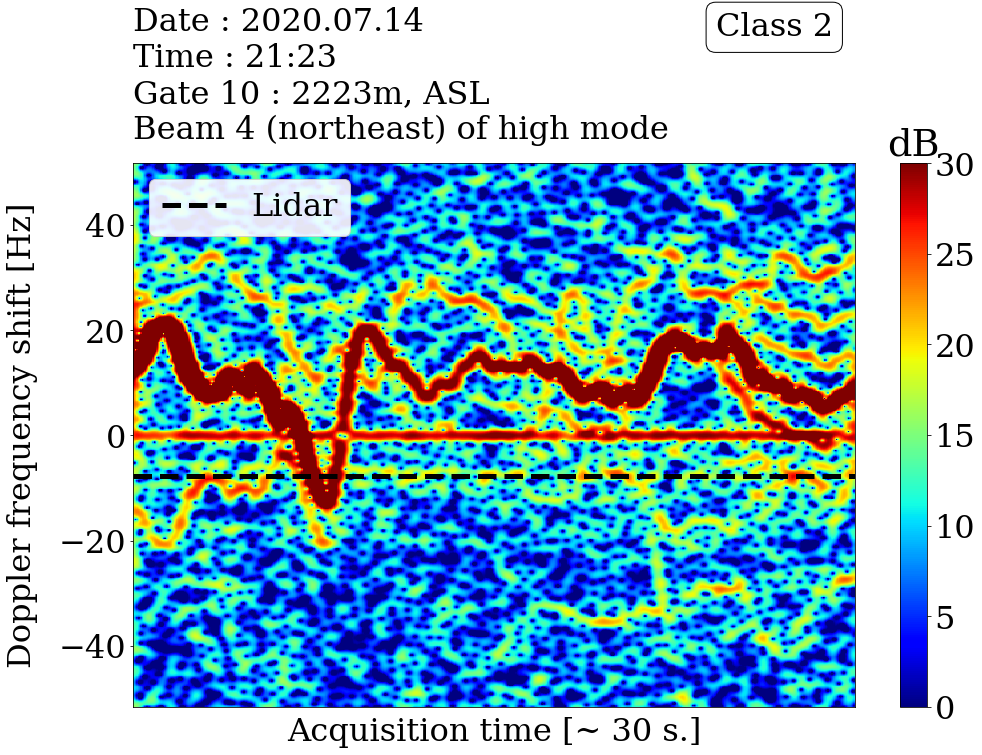 Date : 2020.07.14
Class 2
Time : 21:23
Gate 10 : 2223m, ASL
Beam 4 (northeast) of high mode
dB
Lidar
Doppler frequency shift [Hz]
40
20
0
−20
−40
30
25
20
15
10
5
0
Acquisition time [~ 30 s.]